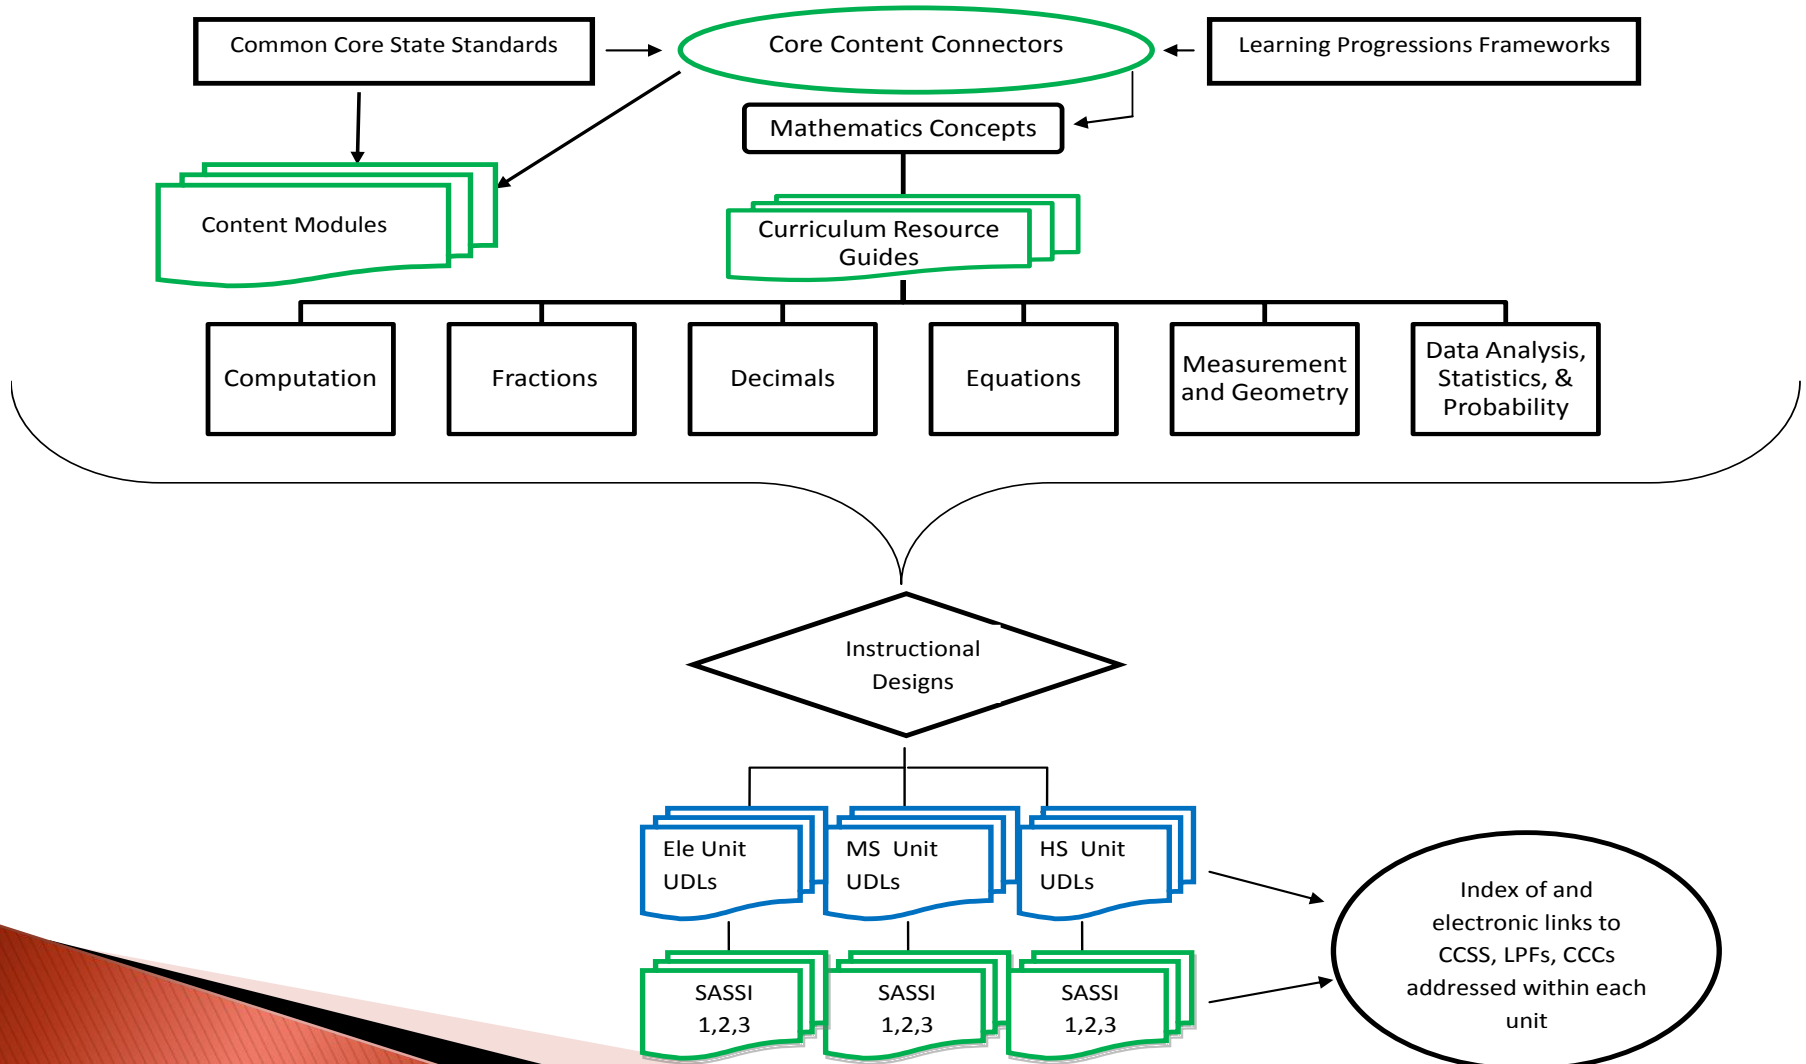 Common Core State Standards
Core Content Connectors
Learning Progressions Frameworks
Mathematics Concepts
Content Modules
Curriculum Resource
Guides
Computation
Fractions
Decimals
Equations
Measurement
and Geometry
Data Analysis,
Statistics, &
Probability
Instructional
Designs
Ele Unit
UDLs
MS  Unit
UDLs
HS  Unit
UDLs
SASSI
1,2,3
SASSI
1,2,3
SASSI
1,2,3
Index of and
electronic links to
CCSS, LPFs, CCCs
addressed within each
unit